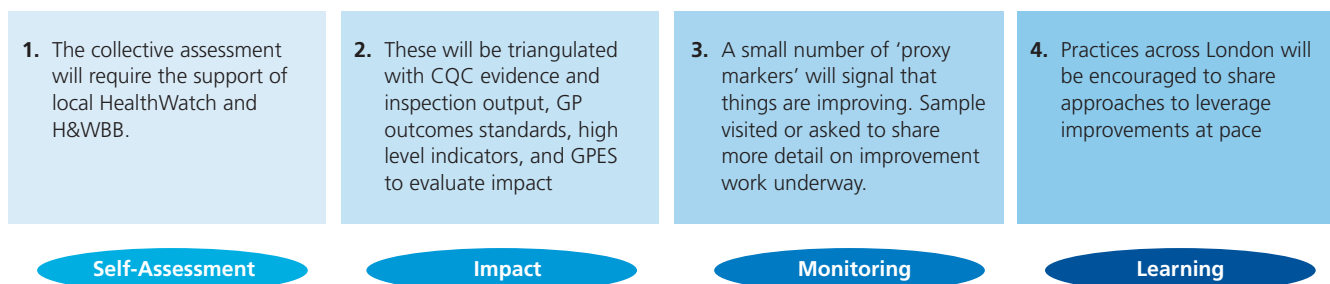 1. The collective assessment
will require the support of
local HealthWatch and
H&WBB.
2. These will be triangulated
with CQC evidence and
inspection output, GP
outcomes standards, high
level indicators, and GPES
to evaluate impact
3. A small number of ‘proxy
markers’ will signal that
things are improving. Sample
visited or asked to share
more detail on improvement
work underway.
4. Practices across London will
be encouraged to share
approaches to leverage
improvements at pace
Self-Assessment
Impact
Monitoring
Learning